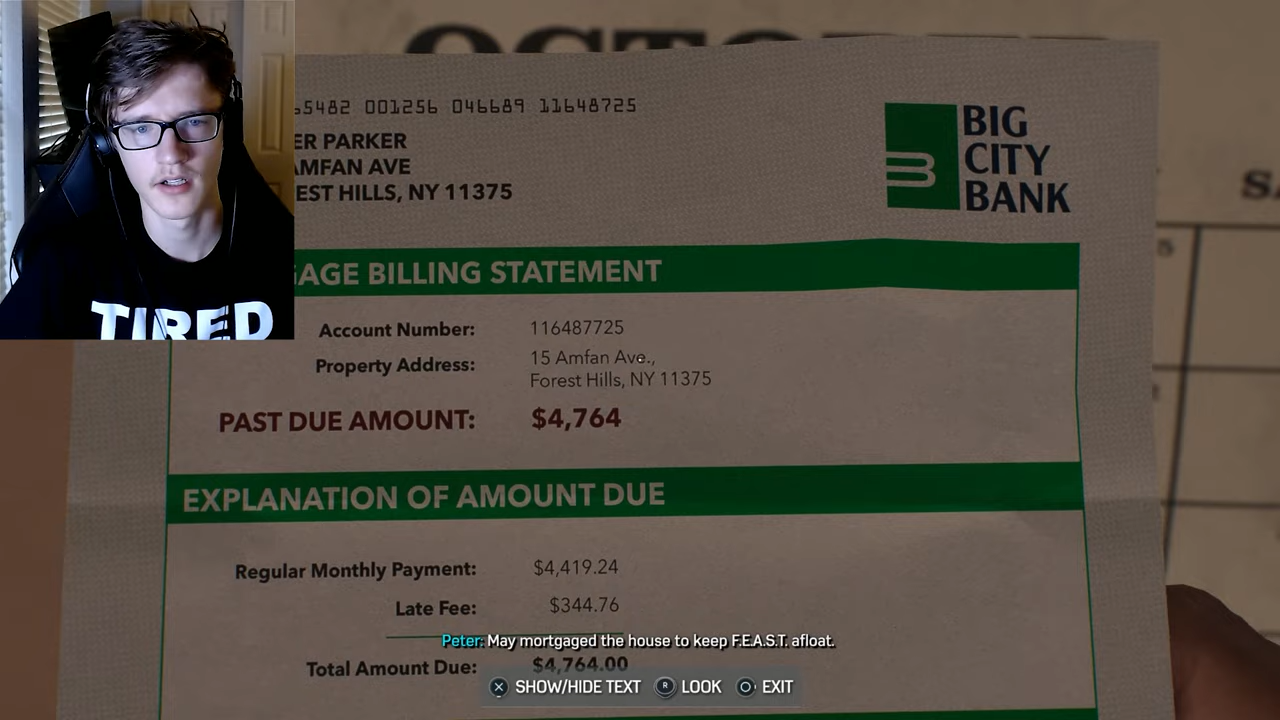 OCTOBER
65482 001256 046689 11648725
ER PARKER
AMFAN AVE
EST HILLS, NY 11375
BIG
CITY
BANK
SA
GAGE BILLING STATEMENT
TIRED
Account Number: 116487725
Property Address: 15 Amfan Ave.,
Forest Hills, NY 11375
PAST DUE AMOUNT: $4,764
EXPLANATION OF AMOUNT DUE
Regular Monthly Payment: $4,419.24
Late Fee: $344.76
Peter: May mortgaged the house to keep F.E.A.S.T. afloat.
Total Amount Due: $4,764.00
SHOW/HIDE TEXT R LOOK EXIT